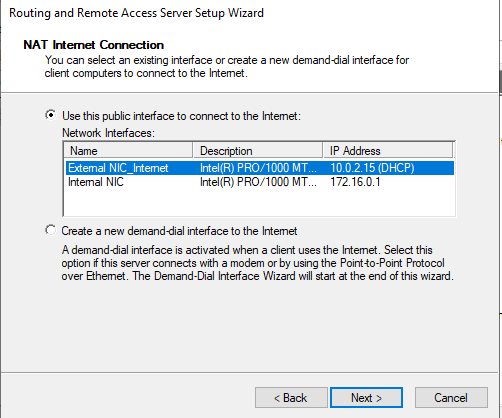 Routing and Remote Access Server Setup Wizard
NAT Internet Connection
You can select an existing interface or create a new demand-dial interface for
client computers to connect to the Internet.
Use this public interface to connect to the Internet:
Network Interfaces:
Name Description IP Address
External NIC_Internet Intel(R) PRO/1000 MT... 10.0.2.15 (DHCP)
Internal NIC Intel(R) PRO/1000 MT... 172.16.0.1
Create a new demand-dial interface to the Internet
A demand-dial interface is activated when a client uses the Internet. Select this
option if this server connects with a modem or by using the Point-to-Point Protocol
over Ethernet. The Demand-Dial Interface Wizard will start at the end of this wizard.
< Back Next > Cancel